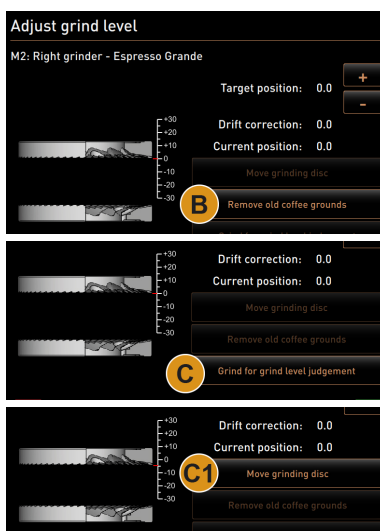 Adjust grind level
M2: Right grinder - Espresso Grande
+
Target position: 0.0
-
+30
+20
+10
0
-10
-20
-30
Drift correction: 0.0
Current position: 0.0
Move grinding disc
B
Remove old coffee grounds
+30
+20
+10
0
-10
-20
-30
Drift correction: 0.0
Current position: 0.0
Move grinding disc
Remove old coffee grounds
C
Grind for grind level judgement
+30
+20
+10
0
-10
-20
-30
Drift correction: 0.0
Current position: 0.0
C1
Move grinding disc
Remove old coffee grounds